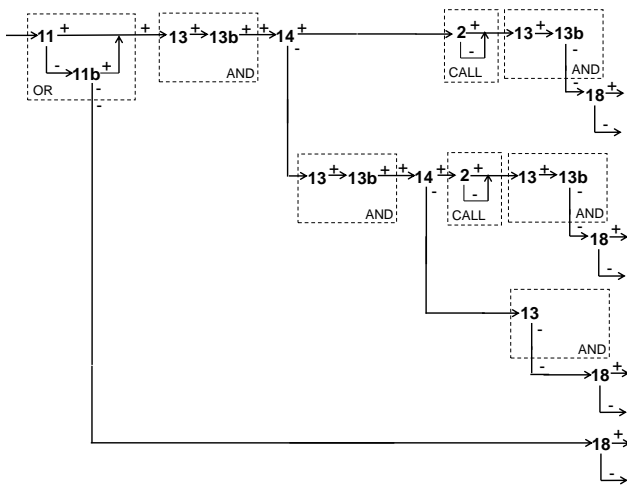 11 + + 13 + 13b + + 14 + 2 + 13 + 13b
- - - -
- 11b + AND CALL AND
OR - - 18 +
- -
13 + 13b + + 14 + 2 + 13 + 13b
- - -
AND CALL AND
- 18 +
-
13
-
AND
- 18 +
-
18 +
-